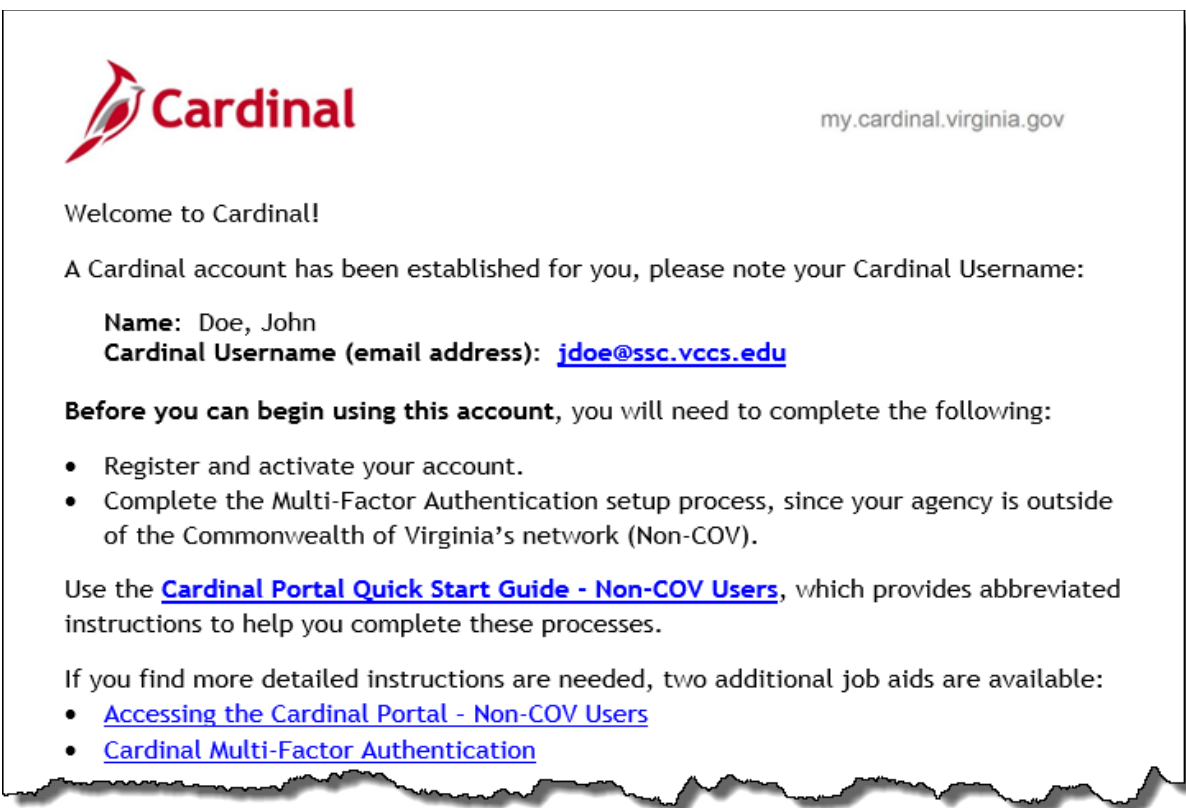 Cardinal
my.cardinal.virginia.gov
Welcome to Cardinal!
A Cardinal account has been established for you, please note your Cardinal Username:
Name: Doe, John
Cardinal Username (email address): jdoe@ssc.vccs.edu
Before you can begin using this account, you will need to complete the following:
• Register and activate your account.
• Complete the Multi-Factor Authentication setup process, since your agency is outside
of the Commonwealth of Virginia’s network (Non-COV).
Use the Cardinal Portal Quick Start Guide - Non-COV Users, which provides abbreviated
instructions to help you complete these processes.
If you find more detailed instructions are needed, two additional job aids are available:
• Accessing the Cardinal Portal – Non-COV Users
• Cardinal Multi-Factor Authentication